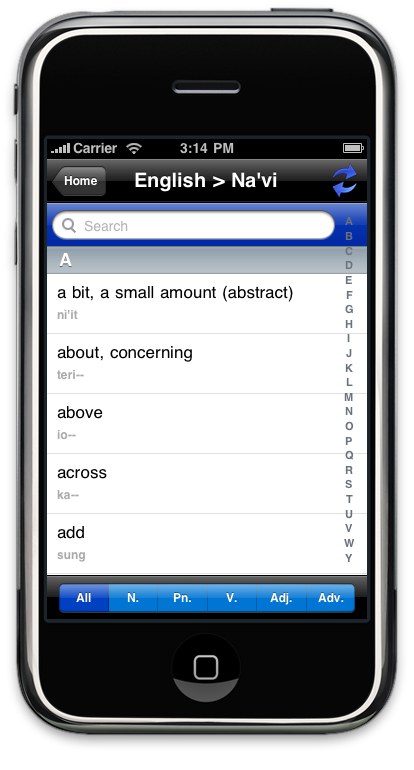 Carrier 3:14 PM
Home English > Na'vi
Search
A
a bit, a small amount (abstract)
ni'it
about, concerning
teri--
above
io--
across
ka--
add
sung
A
B
C
D
E
F
G
H
I
J
K
L
M
N
O
P
Q
R
S
T
U
V
W
Y
All N. Pn. V. Adj. Adv.